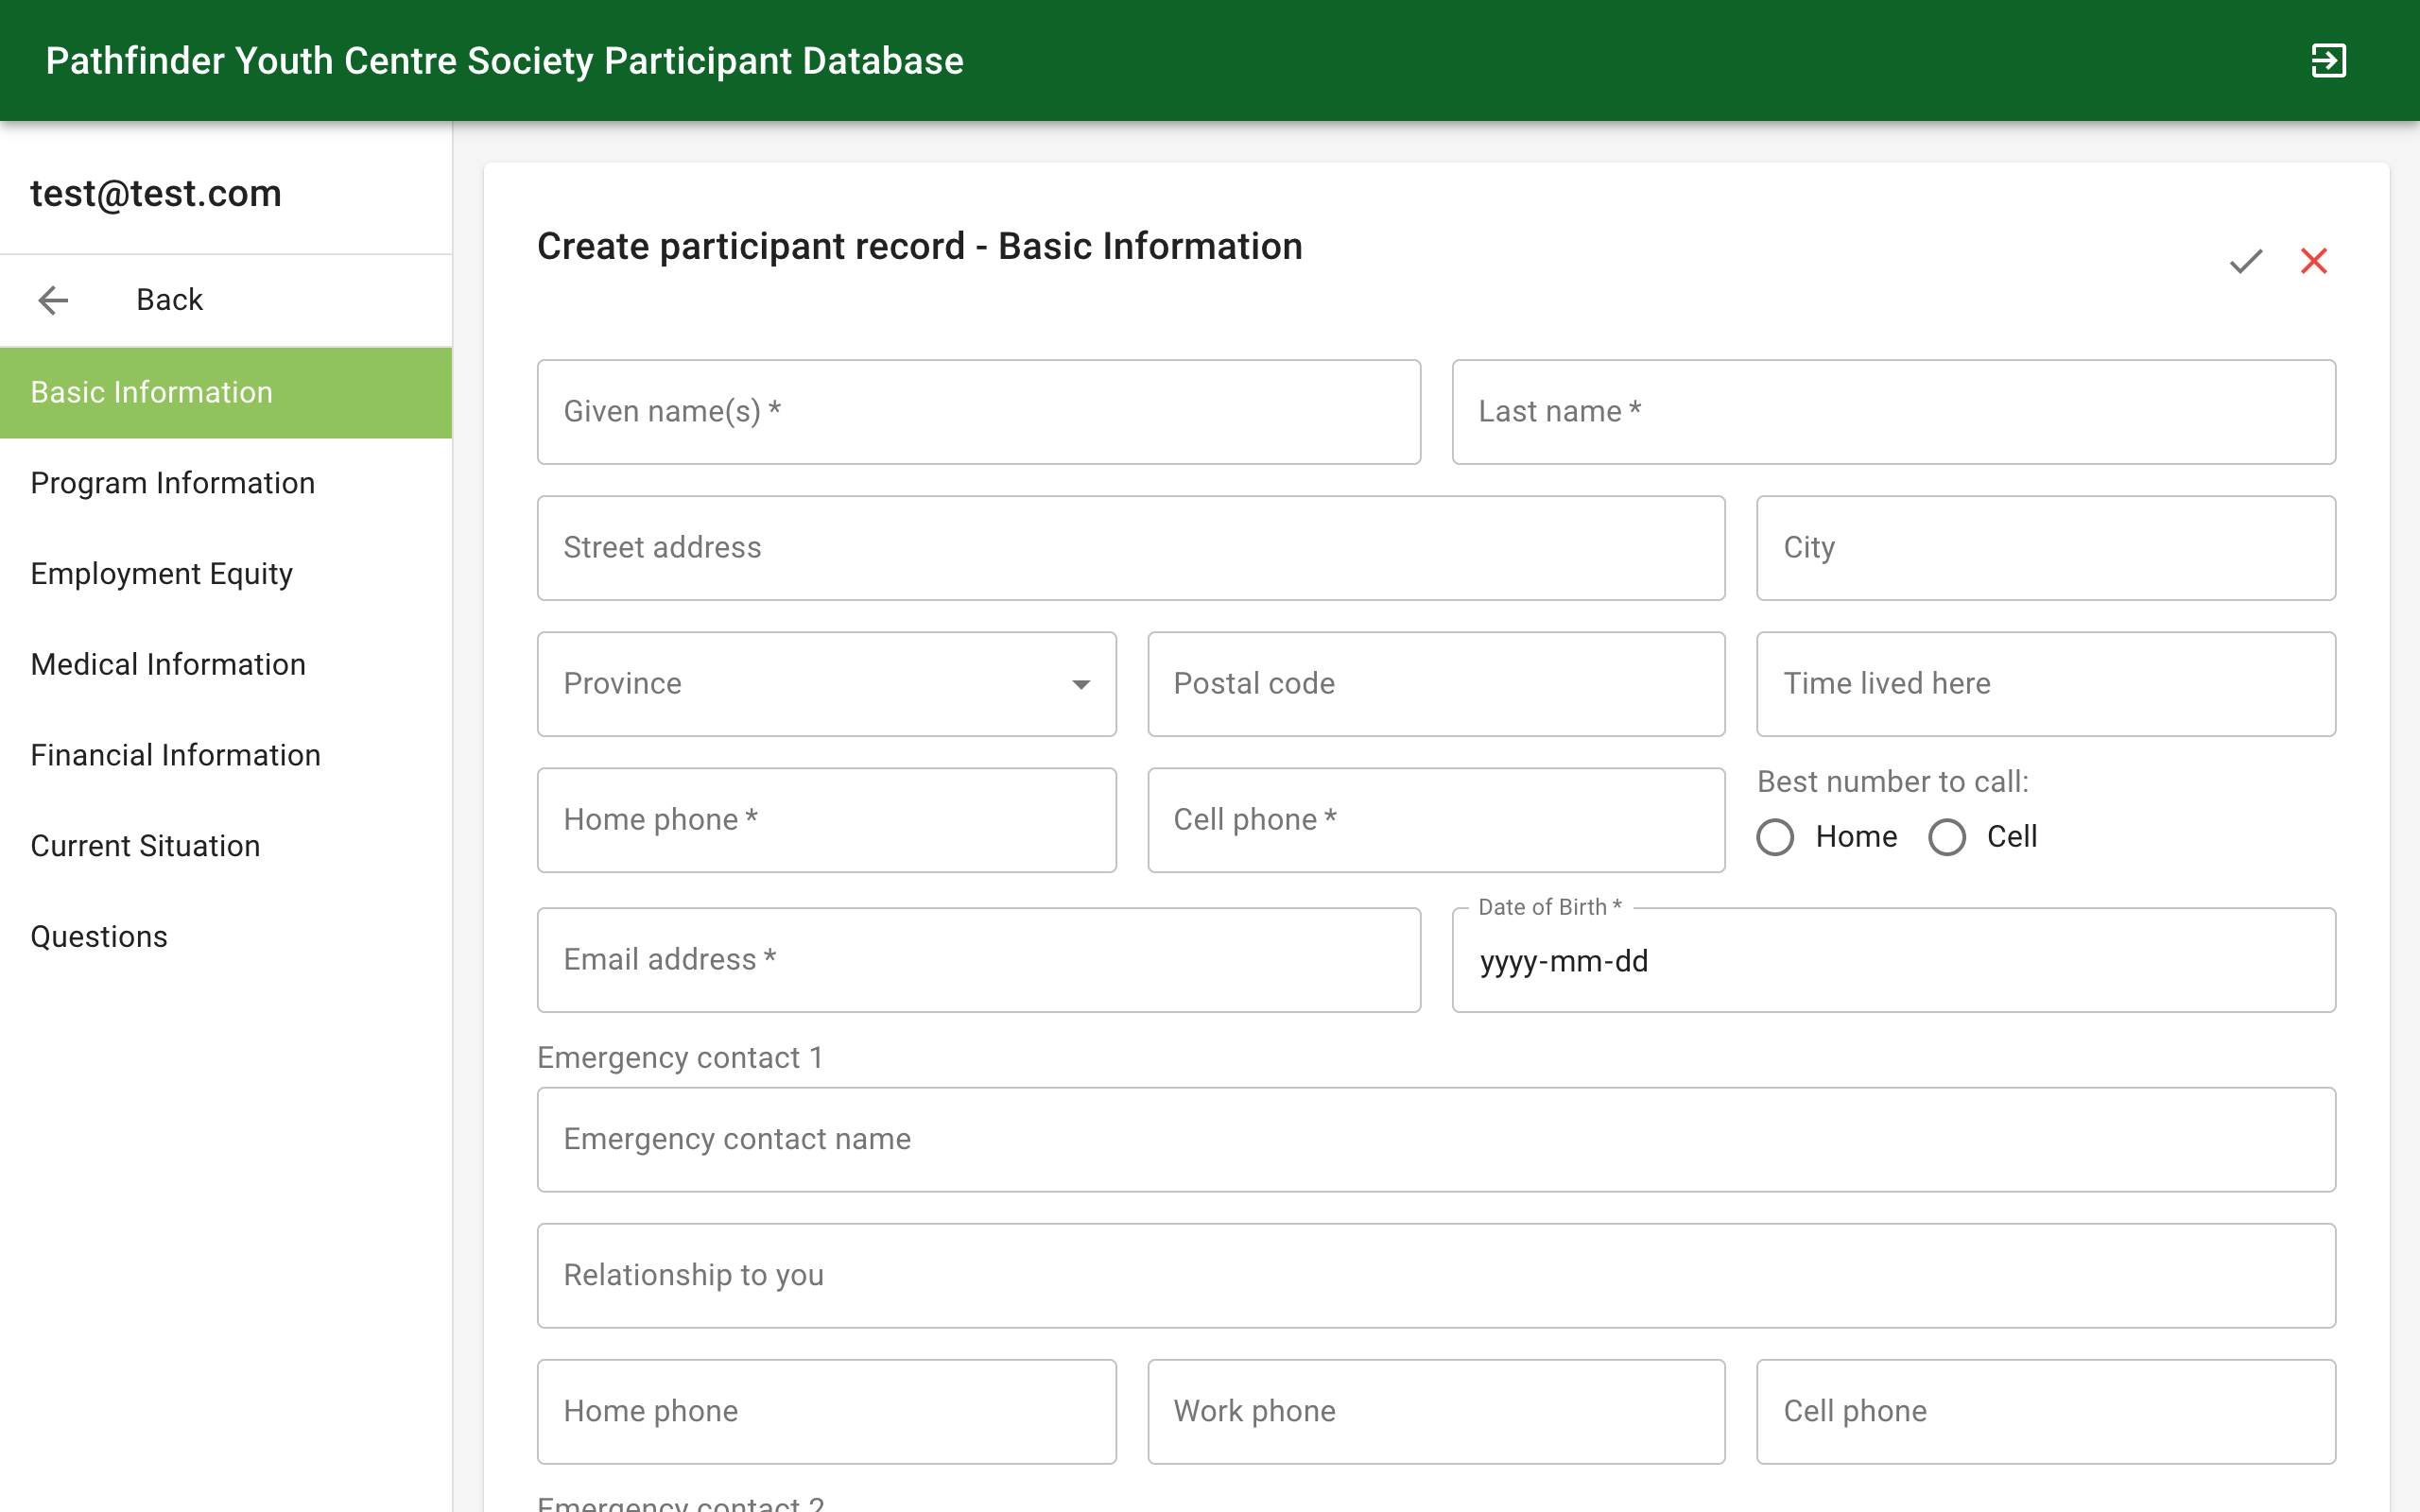 Pathfinder Youth Centre Society Participant Database
test@test.com
Back
Basic Information
Program Information
Employment Equity
Medical Information
Financial Information
Current Situation
Questions
Create participant record - Basic Information
Given name(s) *
Last name *
Street address
City
Province
Postal code
Time lived here
Home phone *
Cell phone *
Best number to call:
Home
Cell
Email address *
Date of Birth *
yyyy-mm-dd
Emergency contact 1
Emergency contact name
Relationship to you
Home phone
Work phone
Cell phone
Emergency contact 2